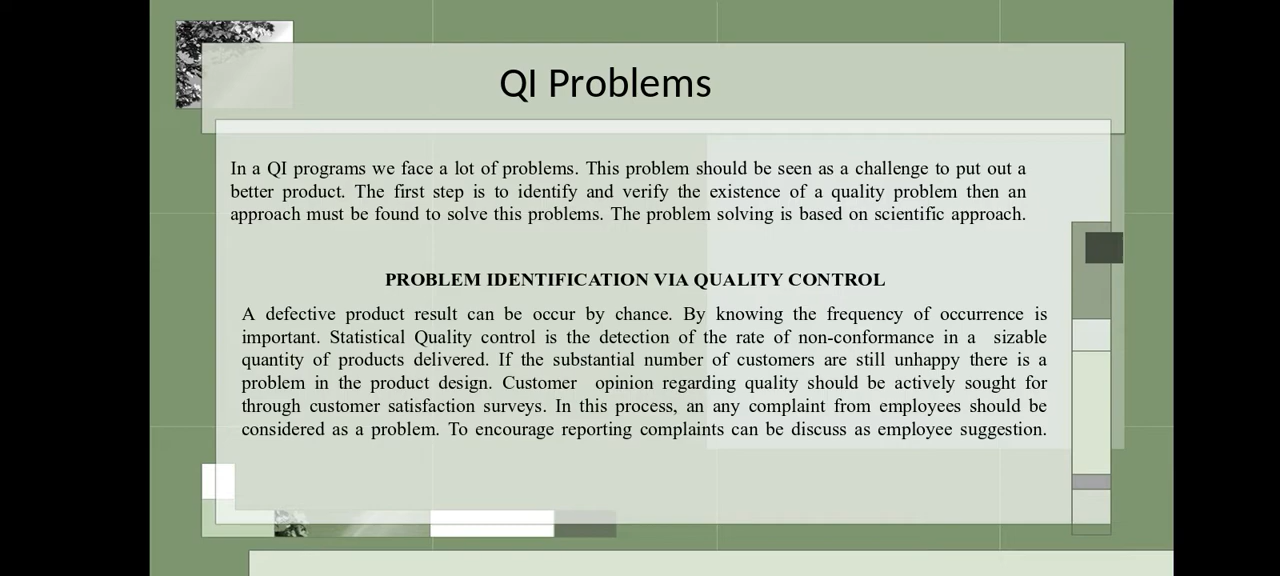 QI Problems
In a QI programs we face a lot of problems. This problem should be seen as a challenge to put out a
better product. The first step is to identify and verify the existence of a quality problem then an
approach must be found to solve this problems. The problem solving is based on scientific approach.
PROBLEM IDENTIFICATION VIA QUALITY CONTROL
A defective product result can be occur by chance. By knowing the frequency of occurrence is
important. Statistical Quality control is the detection of the rate of non-conformance in a sizable
quantity of products delivered. If the substantial number of customers are still unhappy there is a
problem in the product design. Customer opinion regarding quality should be actively sought for
through customer satisfaction surveys. In this process, an any complaint from employees should be
considered as a problem. To encourage reporting complaints can be discuss as employee suggestion.